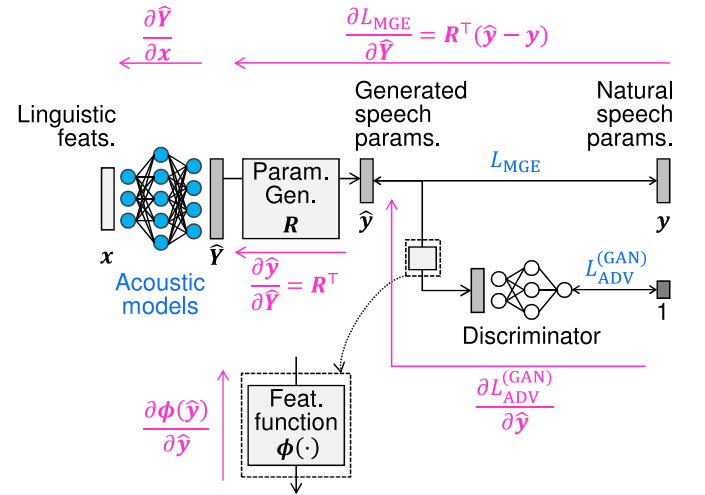 ∂Ŷ/∂x
∂L_MGE/∂Ŷ = R⊤(ŷ − y)
Linguistic
feats.
Generated
speech
params.
Natural
speech
params.
Param.
Gen.
R
L_MGE
x
Ŷ
ŷ
y
Acoustic
models
∂ŷ/∂Ŷ = R⊤
L_ADV^(GAN)
1
Discriminator
∂ϕ(ŷ)/∂ŷ
Feat.
function
ϕ(·)
∂L_ADV^(GAN)/∂ŷ